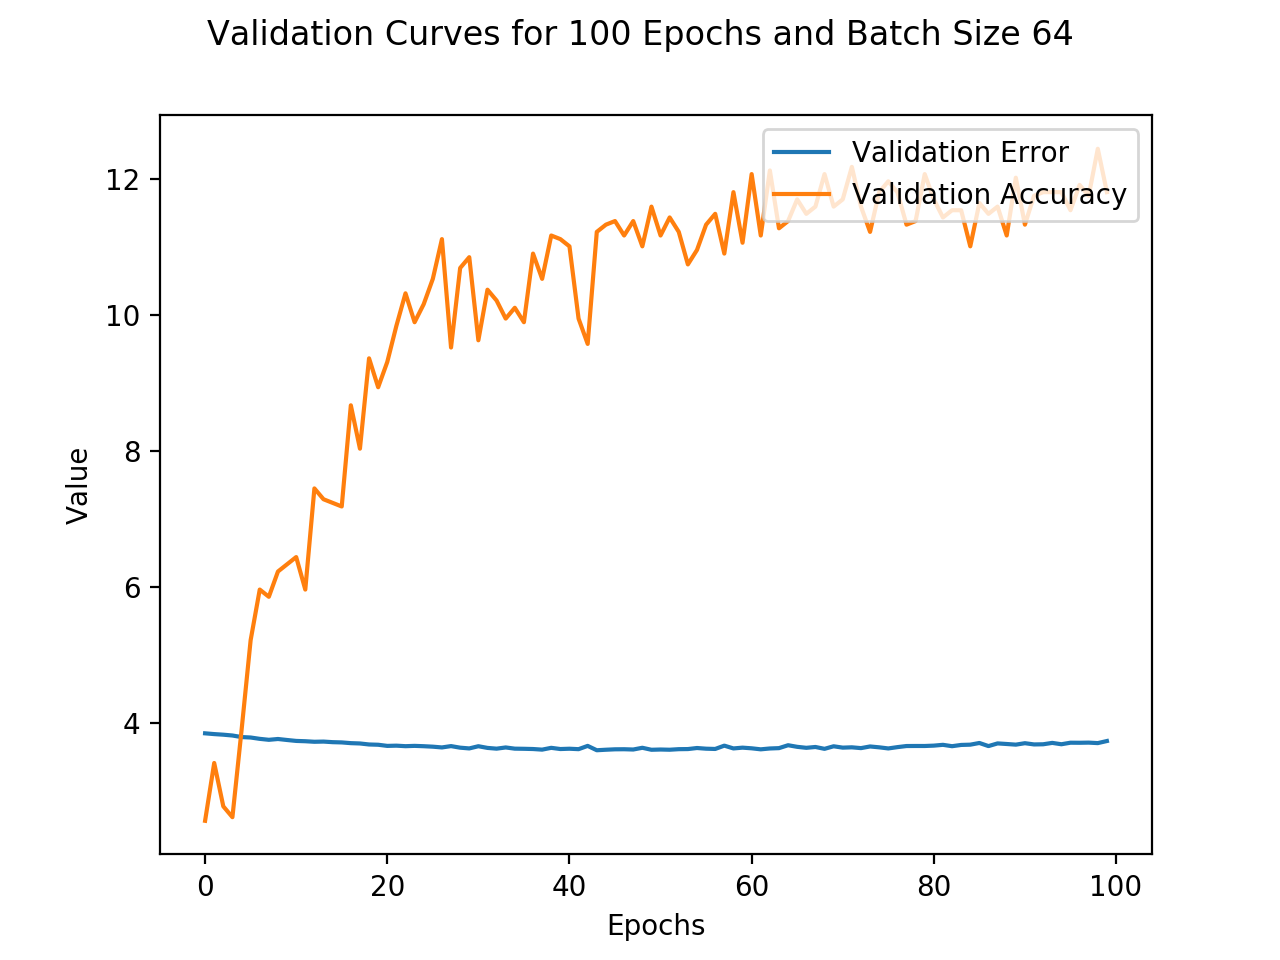 Validation Curves for 100 Epochs and Batch Size 64
Validation Error
Validation Accuracy
12
10
8
6
4
Value
0 20 40 60 80 100
Epochs